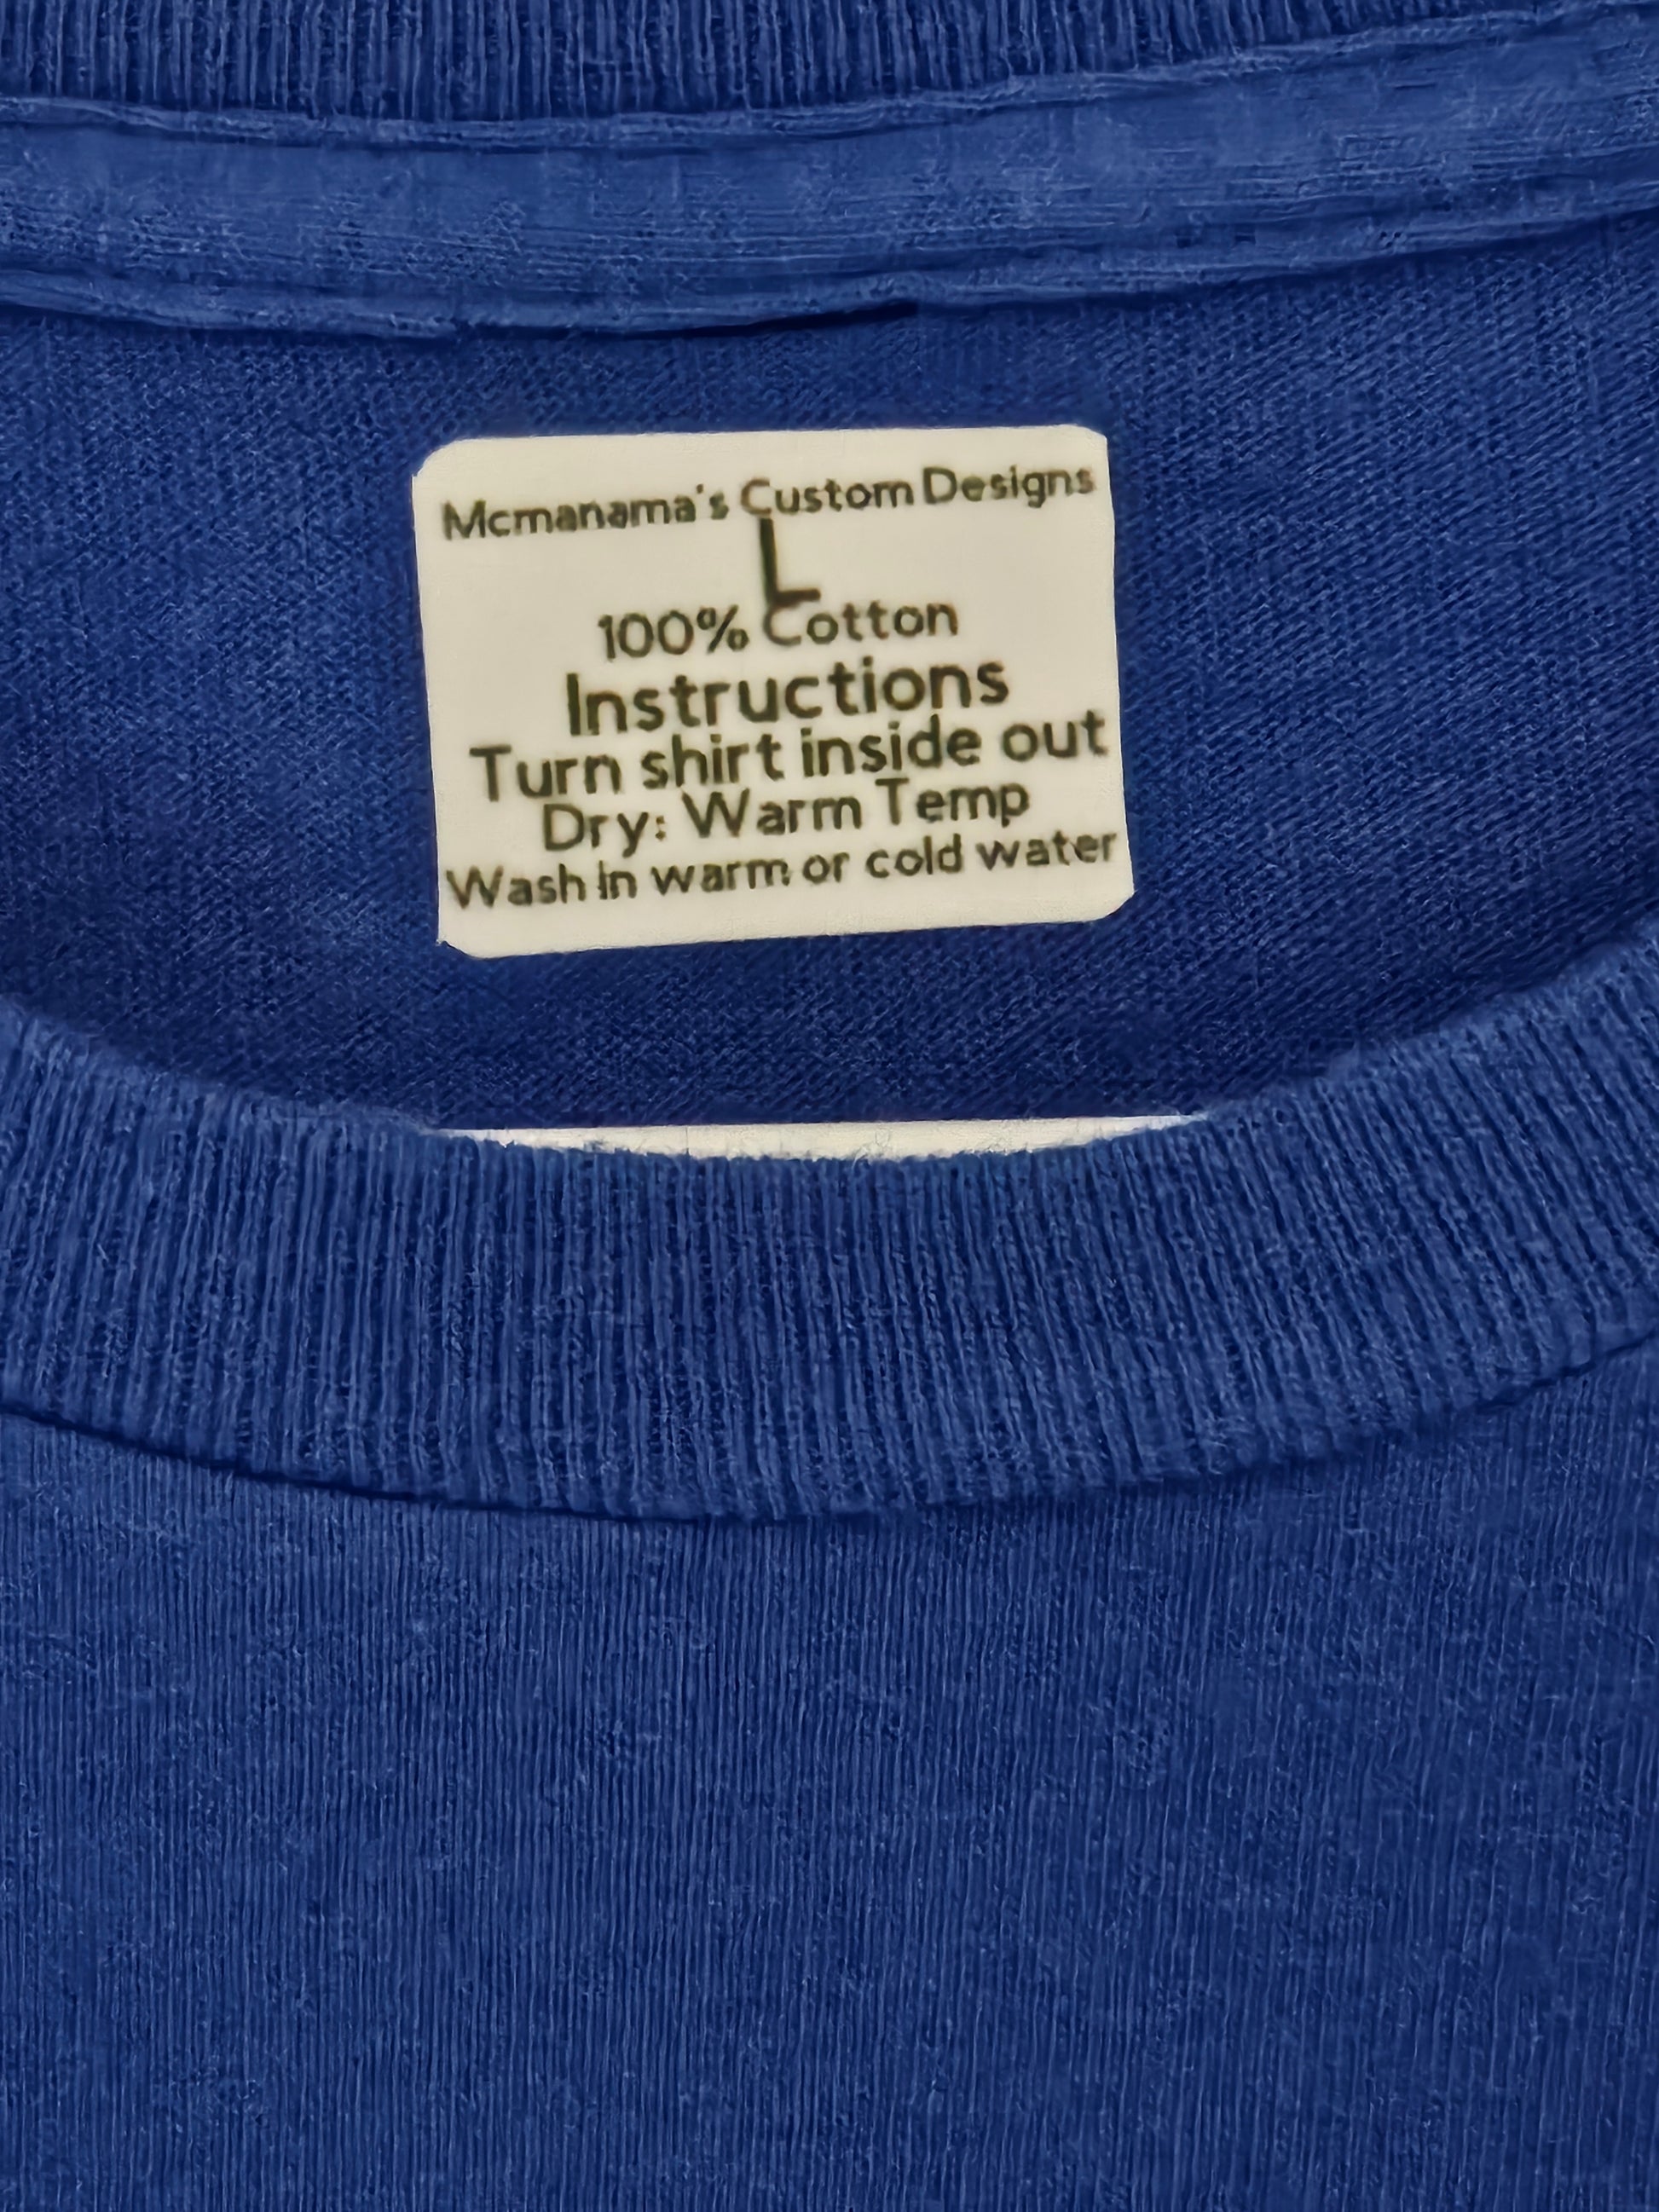 Mcmanama's Custom Designs
L
100% Cotton
Instructions
Turn shirt inside out
Dry: Warm Temp
Wash in warm or cold water